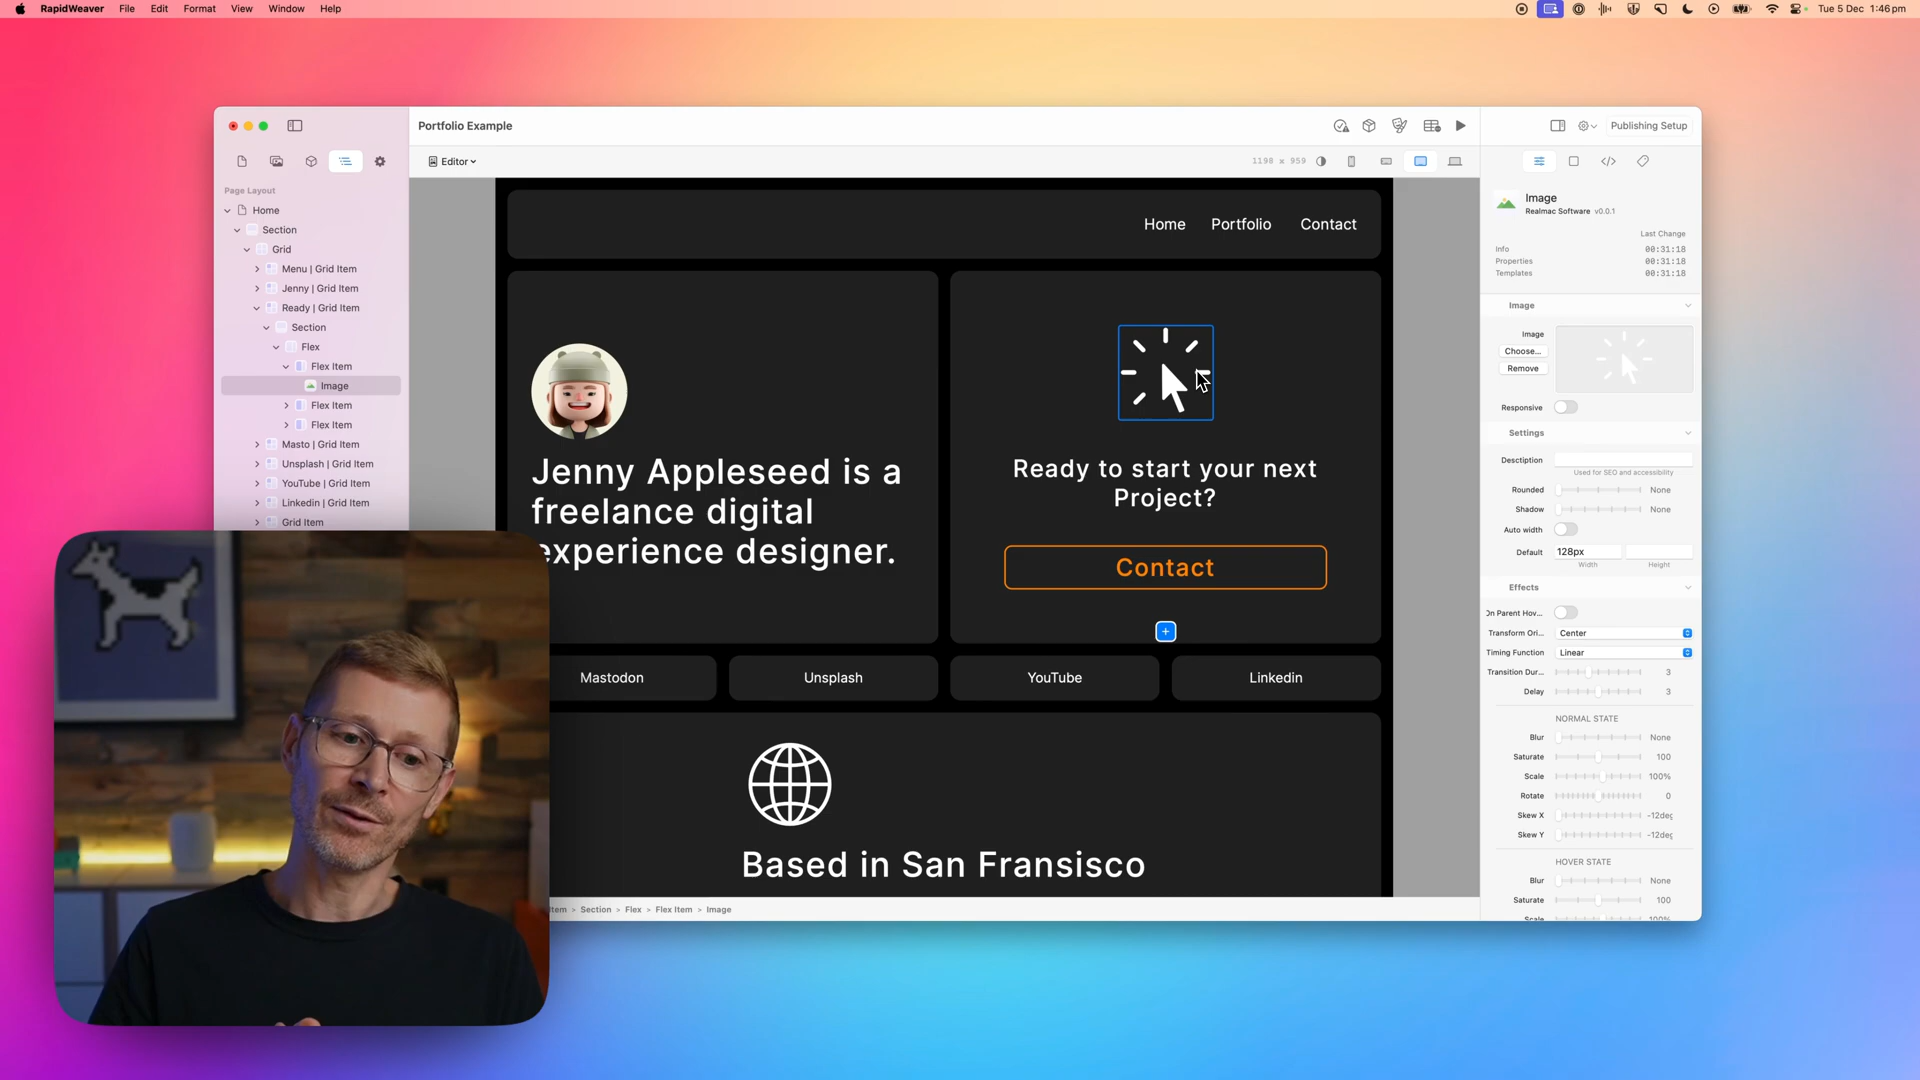 RapidWeaver File Edit Format View Window Help
Tue 5 Dec 1:46 pm
Portfolio Example
Publishing Setup
Editor
1198 x 959
Page Layout
Home
Section
Grid
Menu | Grid Item
Jenny | Grid Item
Ready | Grid Item
Section
Flex
Flex Item
Image
Flex Item
Flex Item
Masto | Grid Item
Unsplash | Grid Item
YouTube | Grid Item
Linkedin | Grid Item
Grid Item
Home Portfolio Contact
Jenny Appleseed is a
freelance digital
experience designer.
Ready to start your next
Project?
Contact
+
Mastodon Unsplash YouTube Linkedin
Based in San Fransisco
Item > Section > Flex > Flex Item > Image
Image
Realmac Software v0.0.1
Last Change
Info 00:31:18
Properties 00:31:18
Templates 00:31:18
Image
Image
Choose...
Remove
Responsive
Settings
Desctiption
Used for SEO and accessibility
Rounded None
Shadow None
Auto width
Default 128px
Width Height
Effects
On Parent Hov...
Transform Ori... Center
Timing Function Linear
Transition Dur... 3
Delay 3
NORMAL STATE
Blur None
Saturate 100
Scale 100%
Rotate 0
Skew X -12deg
Skew Y -12deg
HOVER STATE
Blur None
Saturate 100
Scale 100%